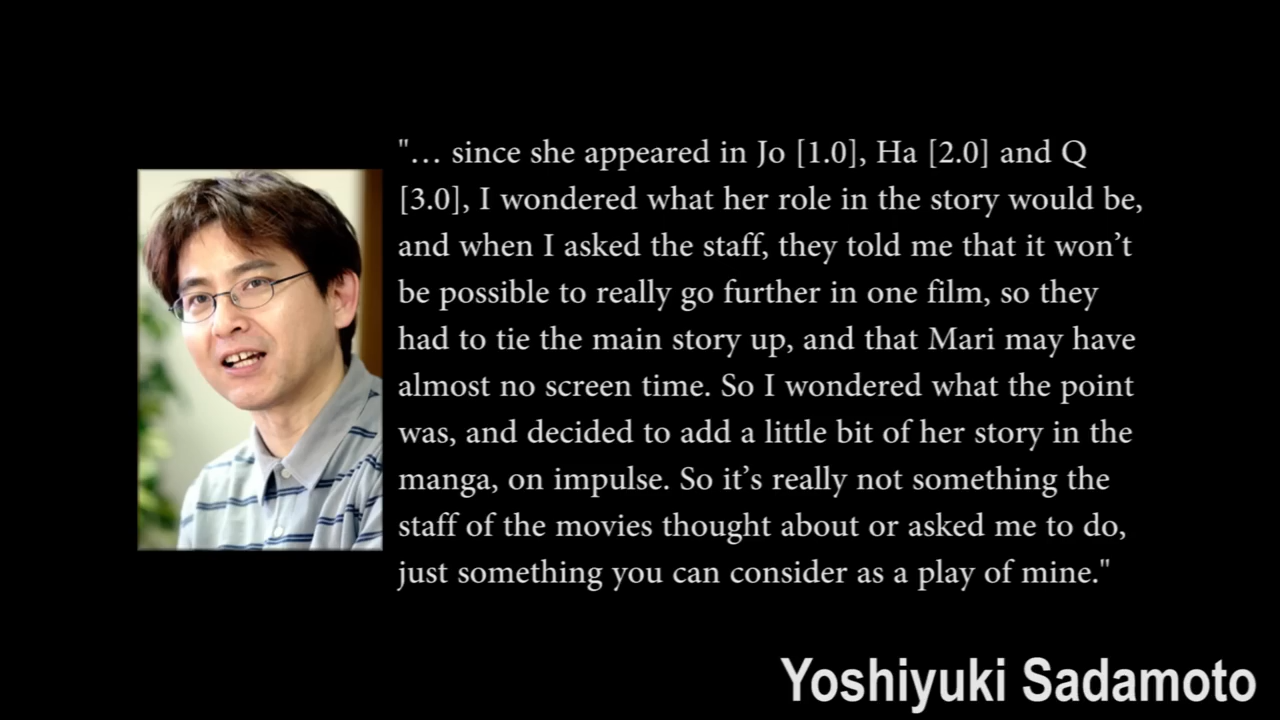 "… since she appeared in Jo [1.0], Ha [2.0] and Q
[3.0], I wondered what her role in the story would be,
and when I asked the staff, they told me that it won’t
be possible to really go further in one film, so they
had to tie the main story up, and that Mari may have
almost no screen time. So I wondered what the point
was, and decided to add a little bit of her story in the
manga, on impulse. So it’s really not something the
staff of the movies thought about or asked me to do,
just something you can consider as a play of mine."
Yoshiyuki Sadamoto